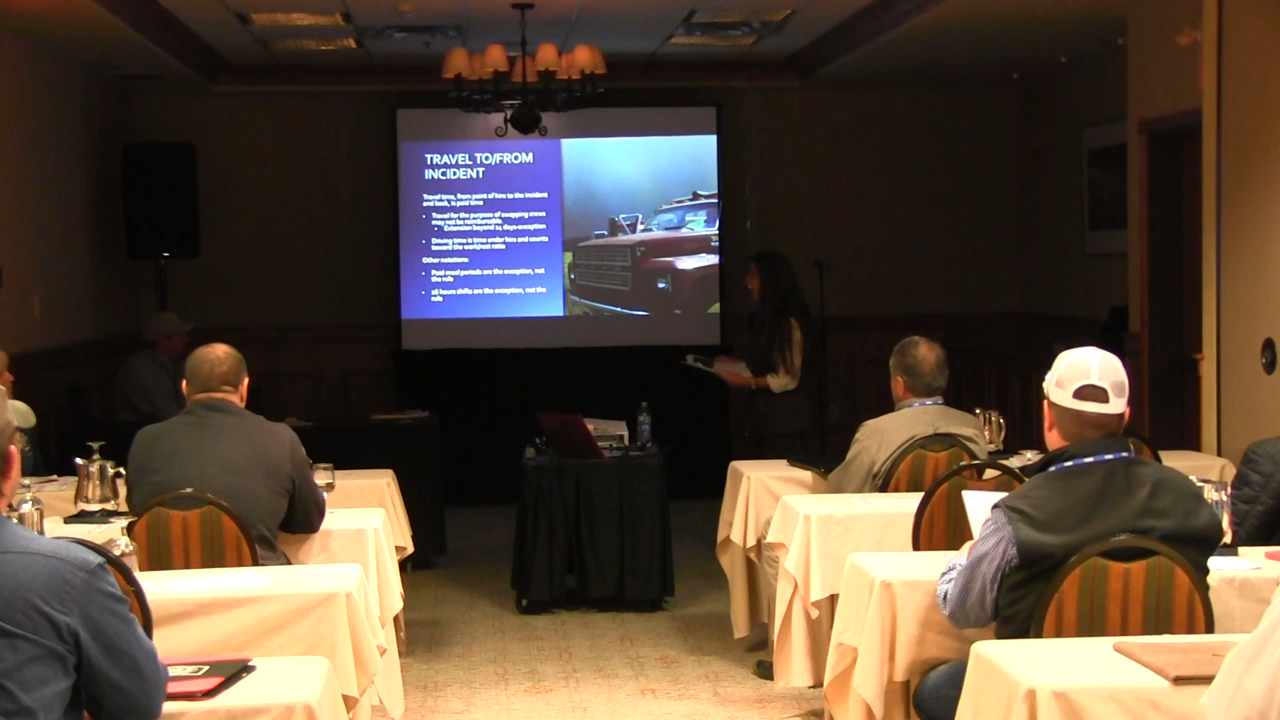 TRAVEL TO/FROM
INCIDENT
Travel time, from point of hire to the incident
and back, is paid time
• Travel for the purpose of swapping crews
may not be reimbursable.
• Extension beyond 14 days-exception
• Driving time is time under hire and counts
toward the work/rest ratio
Other notations:
• Paid meal periods are the exception, not
the rule
• 16 hours shifts are the exception, not the
rule